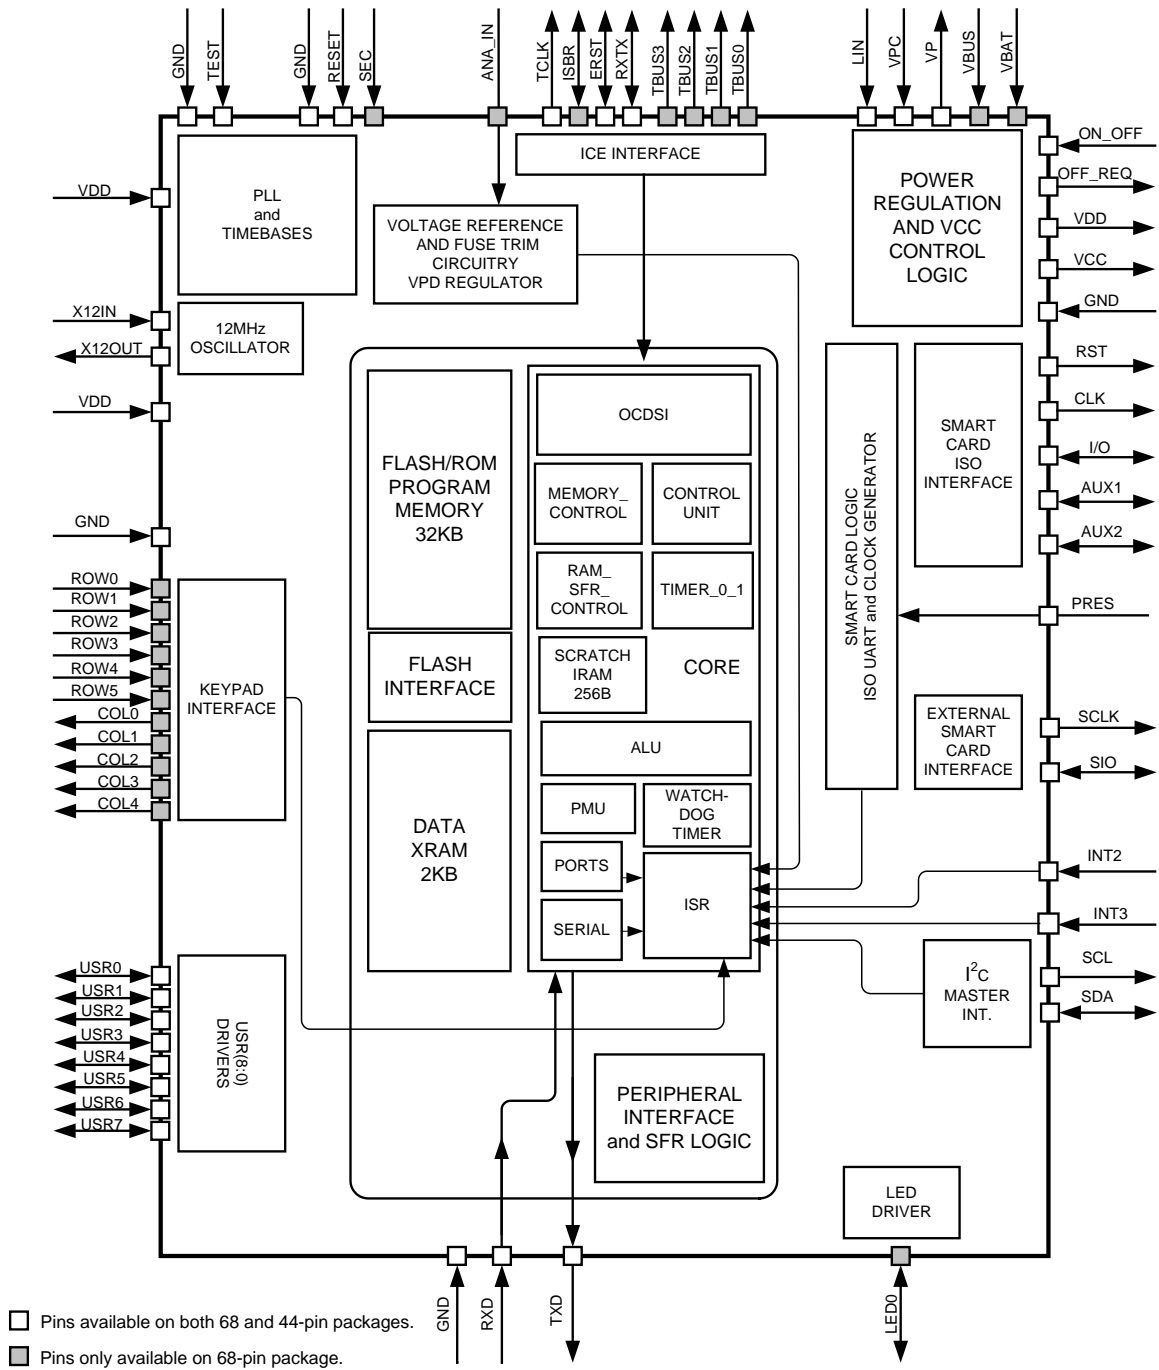 GND
TEST
GND
RESET
SEC
ANA_IN
TCLK
ISBR
ERST
RXTX
TBUS3
TBUS2
TBUS1
TBUS0
LIN
VPC
VP
VBUS
VBAT
VDD
X12IN
X12OUT
VDD
GND
ROW0
ROW1
ROW2
ROW3
ROW4
ROW5
COL0
COL1
COL2
COL3
COL4
USR0
USR1
USR2
USR3
USR4
USR5
USR6
USR7
PLL
and
TIMEBASES
12MHz
OSCILLATOR
KEYPAD
INTERFACE
USR(8:0)
DRIVERS
ICE INTERFACE
VOLTAGE REFERENCE
AND FUSE TRIM
CIRCUITRY
VPD REGULATOR
FLASH/ROM
PROGRAM
MEMORY
32KB
FLASH
INTERFACE
DATA
XRAM
2KB
OCDSI
MEMORY_
CONTROL
CONTROL
UNIT
RAM_
SFR_
CONTROL
TIMER_0_1
SCRATCH
IRAM
256B
CORE
ALU
PMU
WATCH-
DOG
TIMER
PORTS
SERIAL
ISR
PERIPHERAL
INTERFACE
and SFR LOGIC
POWER
REGULATION
AND VCC
CONTROL
LOGIC
SMART CARD LOGIC
ISO UART and CLOCK GENERATOR
SMART
CARD
ISO
INTERFACE
EXTERNAL
SMART
CARD
INTERFACE
I2C
MASTER
INT.
LED
DRIVER
ON_OFF
OFF_REQ
VDD
VCC
GND
RST
CLK
I/O
AUX1
AUX2
PRES
SCLK
SIO
INT2
INT3
SCL
SDA
GND
RXD
TXD
LED0
Pins available on both 68 and 44-pin packages.
Pins only available on 68-pin package.